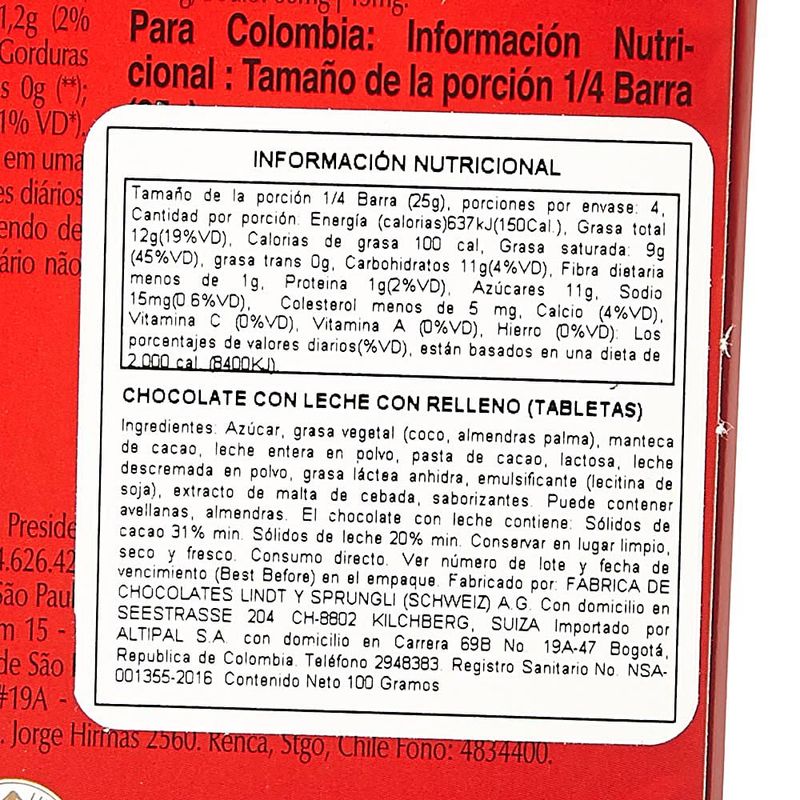 1,2g (2%
Gorduras
s 0g (**);
1% VD*),
em uma
es diários
endo de
ário não
Para Colombia: Información Nutri-
cional : Tamaño de la porción 1/4 Barra
INFORMACIÓN NUTRICIONAL
Tamaño de la porción 1/4 Barra (25g), porciones por envase: 4,
Cantidad por porción: Energía (calorias)637kJ(150Cal.), Grasa total
12g(19%VD), Calorias de grasa 100 cal, Grasa saturada: 9g
(45%VD), grasa trans 0g, Carbohidratos 11g(4%VD), Fibra dietaria
menos de 1g, Proteina 1g(2%VD), Azúcares 11g, Sodio
15mg(0.6%VD), Colesterol menos de 5 mg, Calcio (4%VD),
Vitamina C (0%VD), Vitamina A (0%VD), Hierro (0%VD): Los
porcentajes de valores diarios(%VD), están basados en una dieta de
2.000 cal. (8400KJ).
CHOCOLATE CON LECHE CON RELLENO (TABLETAS)
Ingredientes: Azúcar, grasa vegetal (coco, almendras palma), manteca
de cacao, leche entera en polvo, pasta de cacao, lactosa, leche
descremada en polvo, grasa láctea anhidra, emulsificante (lecitina de
soja), extracto de malta de cebada, saborizantes. Puede contener
avellanas, almendras. El chocolate con leche contiene: Sólidos de
cacao 31% min. Sólidos de leche 20% min. Conservar en lugar limpio,
seco y fresco. Consumo directo. Ver número de lote y fecha de
vencimiento (Best Before) en el empaque. Fabricado por: FABRICA DE
CHOCOLATES LINDT Y SPRUNGLI (SCHWEIZ) A.G. Con domicilio en
SEESTRASSE 204 CH-8802 KILCHBERG, SUIZA Importado por
ALTIPAL S.A. con domicilio en Carrera 69B No. 19A-47 Bogotá,
Republica de Colombia. Teléfono 2948383. Registro Sanitario No. NSA-
001355-2016 Contenido Neto 100 Gramos
Preside
4.626.42
São Paul
m 15 -
de São
#19A -
. Jorge Hirmas 2560. Renca, Stgo, Chile Fono: 4834400.